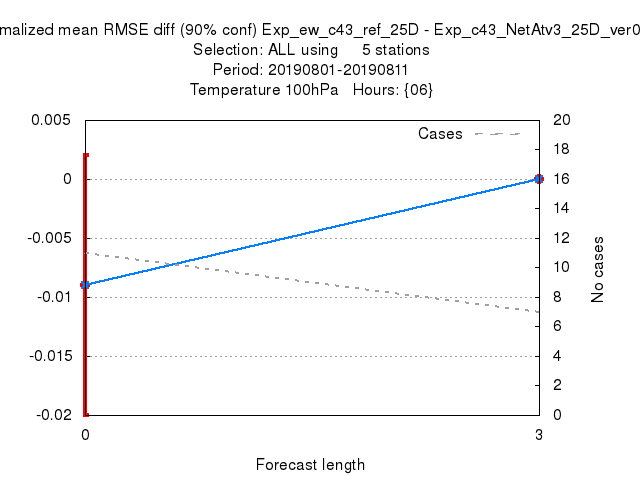 malized mean RMSE diff (90% conf) Exp_ew_c43_ref_25D - Exp_c43_NetAtv3_25D_ver0
Selection: ALL using 5 stations
Period: 20190801-20190811
Temperature 100hPa Hours: {06}
0.005
0
-0.005
-0.01
-0.015
-0.02
Cases
20
18
16
14
12
10
8
6
4
2
0
No cases
0 3
Forecast length